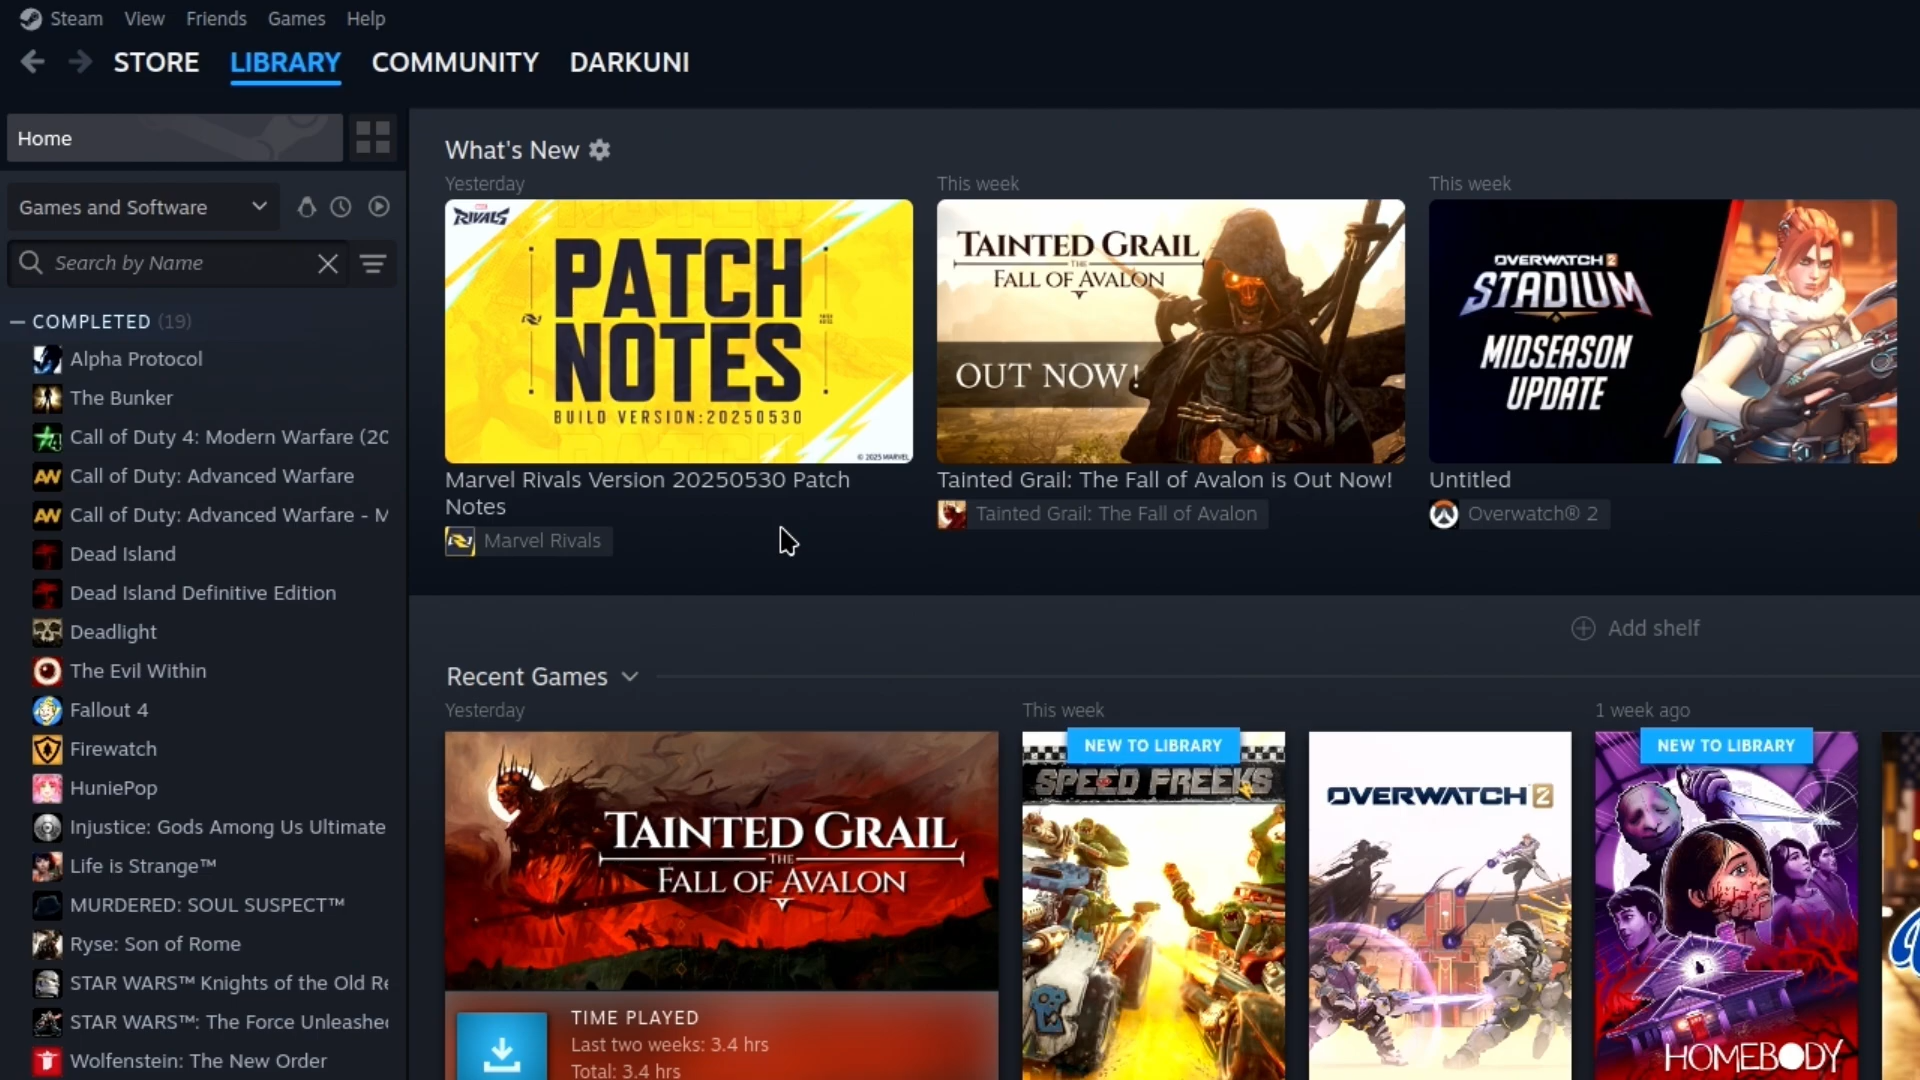 Steam View Friends Games Help
STORE LIBRARY COMMUNITY DARKUNI
Home
Games and Software
Search by Name
COMPLETED (19)
Alpha Protocol
The Bunker
Call of Duty 4: Modern Warfare (20
Call of Duty: Advanced Warfare
Call of Duty: Advanced Warfare - M
Dead Island
Dead Island Definitive Edition
Deadlight
The Evil Within
Fallout 4
Firewatch
HuniePop
Injustice: Gods Among Us Ultimate
Life is Strange™
MURDERED: SOUL SUSPECT™
Ryse: Son of Rome
STAR WARS™ Knights of the Old Re
STAR WARS™: The Force Unleashed
Wolfenstein: The New Order
What's New
Yesterday
MARVEL
RIVALS
PATCH
NOTES
BUILD VERSION:20250530
© 2025 MARVEL
Marvel Rivals Version 20250530 Patch
Notes
Marvel Rivals
This week
TAINTED GRAIL
THE
FALL OF AVALON
OUT NOW!
Tainted Grail: The Fall of Avalon is Out Now!
Tainted Grail: The Fall of Avalon
This week
OVERWATCH 2
STADIUM
MIDSEASON
UPDATE
Untitled
Overwatch® 2
Add shelf
Recent Games
Yesterday
TAINTED GRAIL
THE
FALL OF AVALON
TIME PLAYED
Last two weeks: 3.4 hrs
Total: 3.4 hrs
This week
NEW TO LIBRARY
SPEED FREEKS
OVERWATCH 2
1 week ago
NEW TO LIBRARY
HOMEBODY